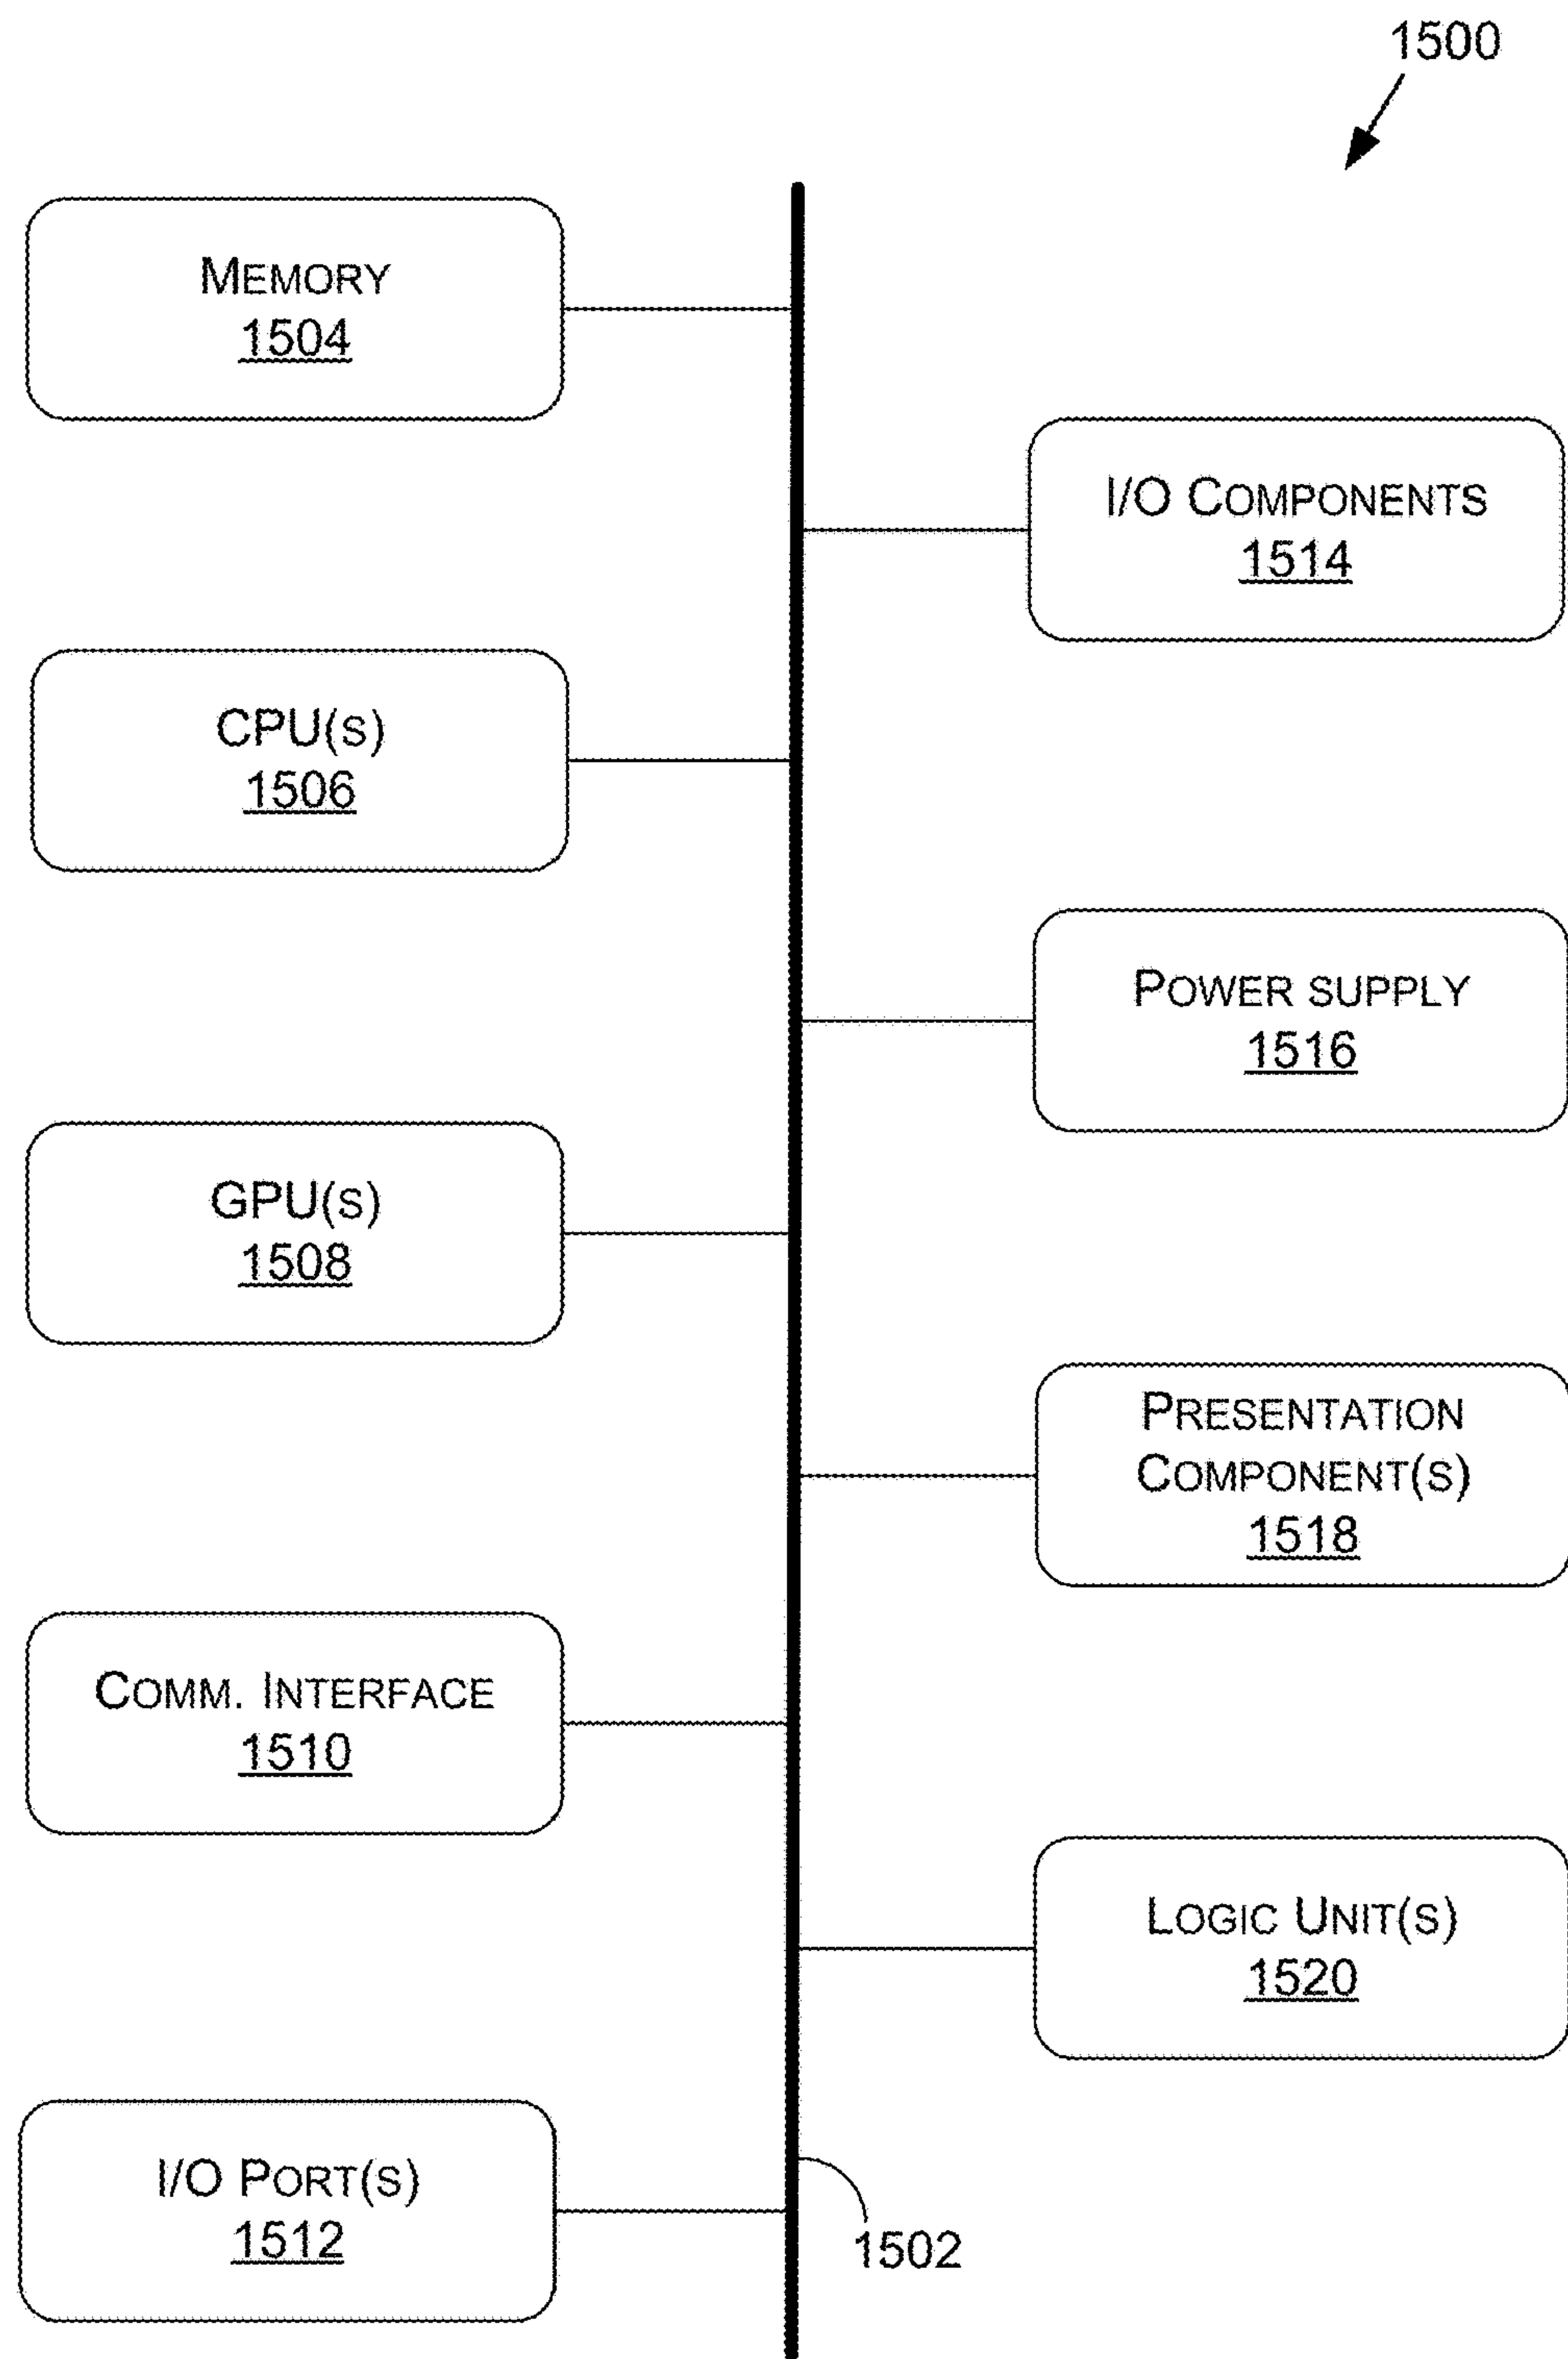 1500
MEMORY
1504
I/O COMPONENTS
1514
CPU(S)
1506
POWER SUPPLY
1516
GPU(S)
1508
PRESENTATION
COMPONENT(S)
1518
COMM. INTERFACE
1510
LOGIC UNIT(S)
1520
I/O PORT(S)
1512
1502